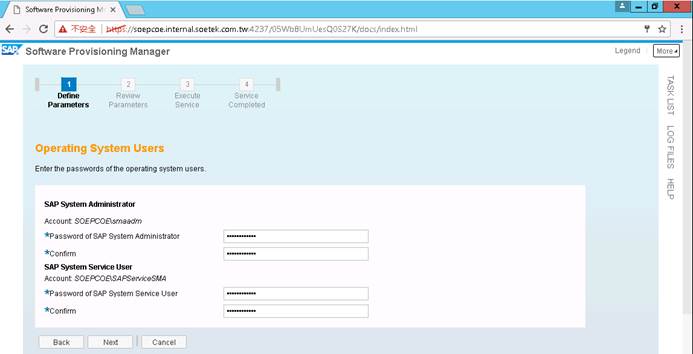 Software Provisioning M
不安全 https://soepcoe.internal.soetek.com.tw:4237/05WbBUmUesQ0S27K/docs/index.html
SAP Software Provisioning Manager
Legend More
1 2 3 4
Define Parameters
Review Parameters
Execute Service
Service Completed
TASK LIST
LOG FILES
HELP
Operating System Users
Enter the passwords of the operating system users.
SAP System Administrator
Account: SOEPCOE\smaadm
*Password of SAP System Administrator ••••••••••••
*Confirm ••••••••••••
SAP System Service User
Account: SOEPCOE\SAPServiceSMA
*Password of SAP System Service User ••••••••••••
*Confirm ••••••••••••
Back Next Cancel